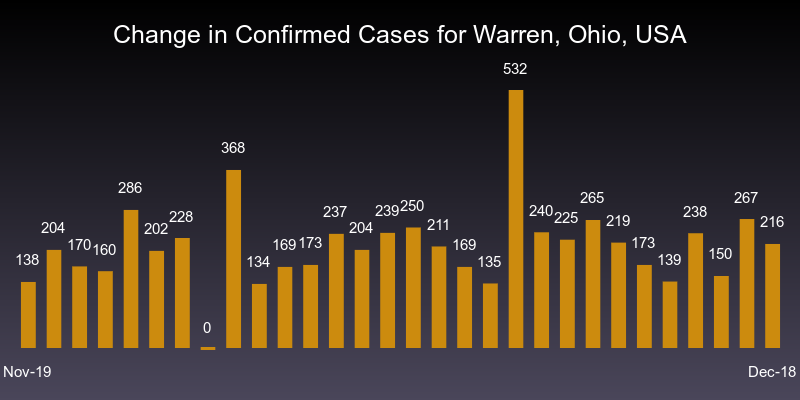 Change in Confirmed Cases for Warren, Ohio, USA
138 204 170 160 286 202 228 0 368 134 169 173 237 204 239 250 211 169 135 532 240 225 265 219 173 139 238 150 267 216
Nov-19 Dec-18